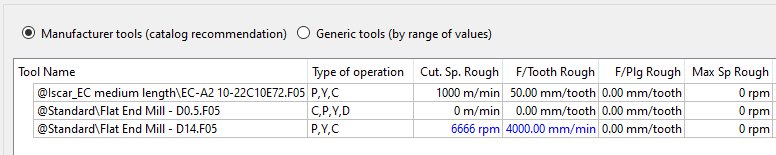 Manufacturer tools (catalog recommendation) Generic tools (by range of values)
Tool Name Type of operation Cut. Sp. Rough F/Tooth Rough F/Plg Rough Max Sp Rough
@Iscar_EC medium length\EC-A2 10-22C10E72.F05 P,Y,C 1000 m/min 50.00 mm/tooth 0.00 mm/tooth 0 rpm
@Standard\Flat End Mill - D0.5.F05 C,P,Y,D 0 m/min 0.00 mm/tooth 0.00 mm/tooth 0 rpm
@Standard\Flat End Mill - D14.F05 P,Y,C 6666 rpm 4000.00 mm/min 0.00 mm/tooth 0 rpm